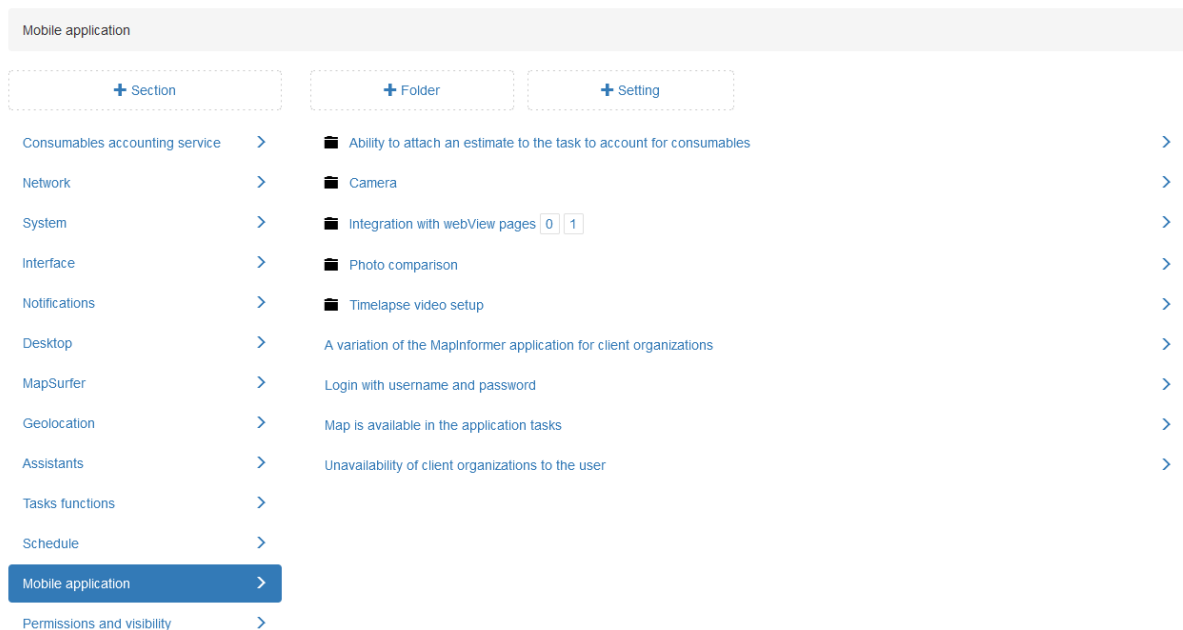 Mobile application
+ Section
+ Folder
+ Setting
Consumables accounting service
Network
System
Interface
Notifications
Desktop
MapSurfer
Geolocation
Assistants
Tasks functions
Schedule
Mobile application
Permissions and visibility
Ability to attach an estimate to the task to account for consumables
Camera
Integration with webView pages 0 1
Photo comparison
Timelapse video setup
A variation of the MapInformer application for client organizations
Login with username and password
Map is available in the application tasks
Unavailability of client organizations to the user